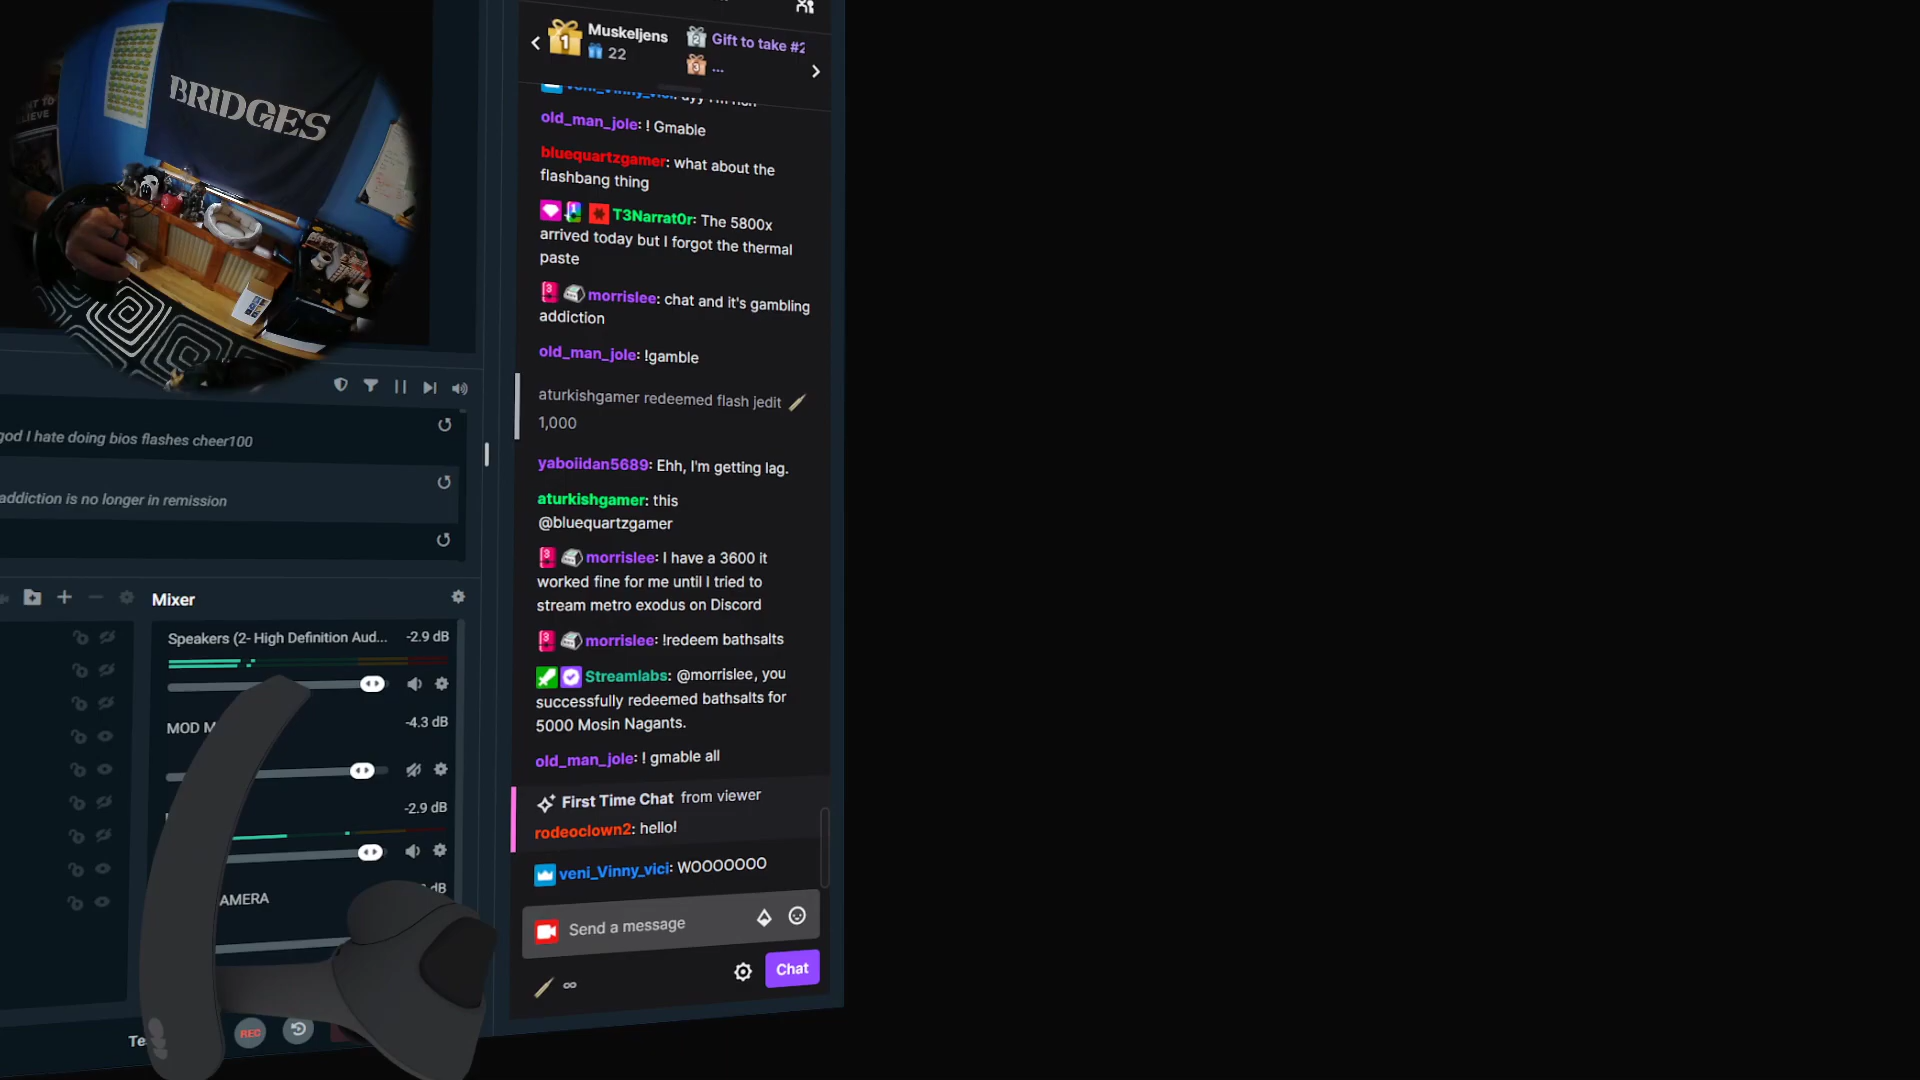 BRIDGES
Muskeljens
22
Gift to take #2
...
old_man_jole: ! Gmable
bluequartzgamer: what about the
flashbang thing
T3Narrat0r: The 5800x
arrived today but I forgot the thermal
paste
morrislee: chat and it's gambling
addiction
old_man_jole: !gamble
aturkishgamer redeemed flash jedit
1,000
yaboiidan5689: Ehh, I'm getting lag.
aturkishgamer: this
@bluequartzgamer
morrislee: I have a 3600 it
worked fine for me until I tried to
stream metro exodus on Discord
morrislee: !redeem bathsalts
Streamlabs: @morrislee, you
successfully redeemed bathsalts for
5000 Mosin Nagants.
old_man_jole: ! gmable all
First Time Chat from viewer
rodeoclown2: hello!
veni_Vinny_vici: WOOOOOOO
Send a message
Chat
∞
god I hate doing bios flashes cheer100
addiction is no longer in remission
Mixer
Speakers (2- High Definition Aud... -2.9 dB
MOD M
-4.3 dB
-2.9 dB
AMERA
dB
Te
REC